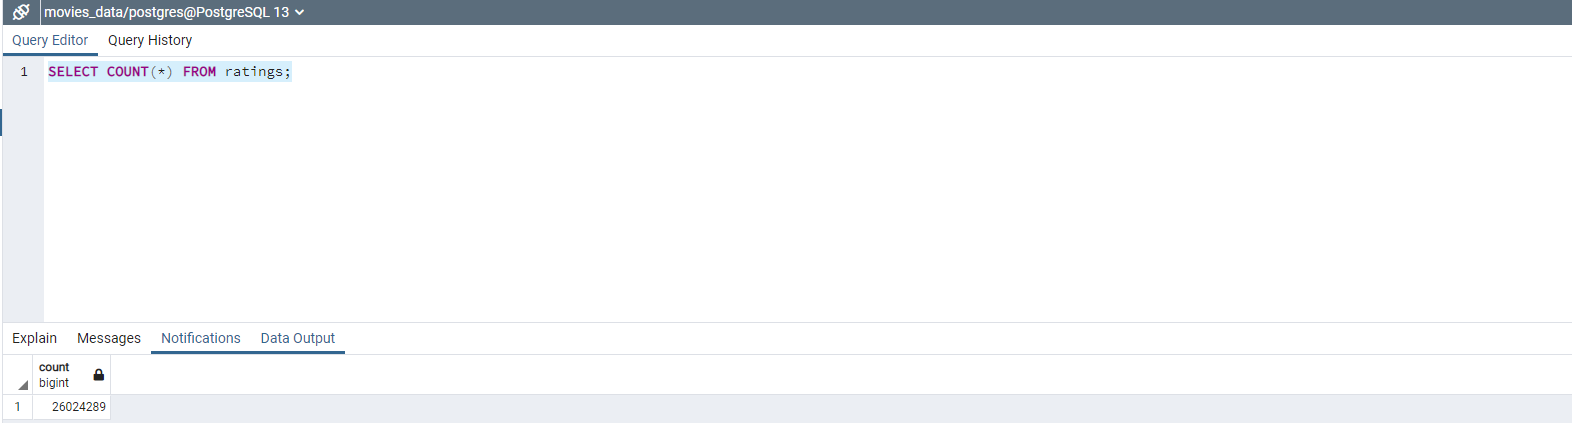 movies_data/postgres@PostgreSQL 13
Query Editor Query History
1 SELECT COUNT(*) FROM ratings;
Explain Messages Notifications Data Output
count
bigint
1 26024289